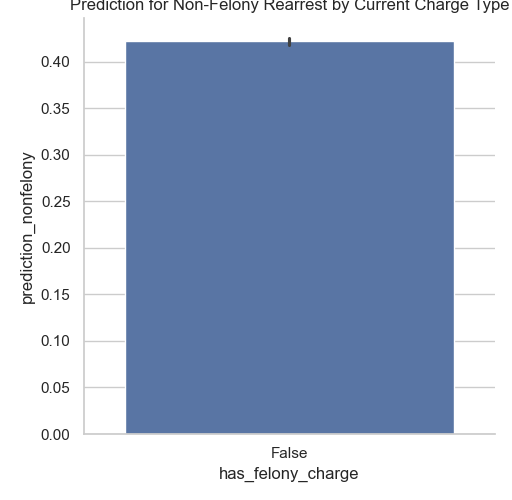 Prediction for Non-Felony Rearrest by Current Charge Type
0.40
0.35
0.30
0.25
0.20
0.15
0.10
0.05
0.00
prediction_nonfelony
False
has_felony_charge